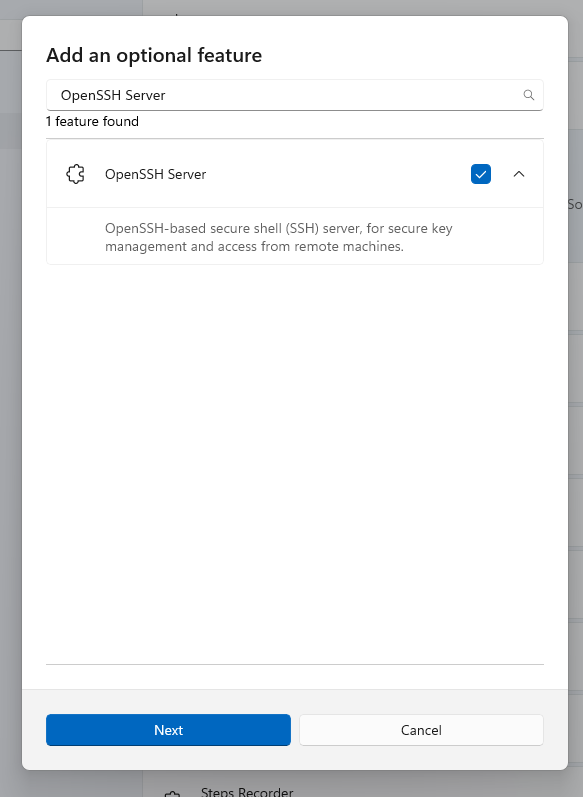 Add an optional feature
OpenSSH Server
1 feature found
OpenSSH Server
OpenSSH-based secure shell (SSH) server, for secure key
management and access from remote machines.
So
Next
Cancel
Steps Recorder